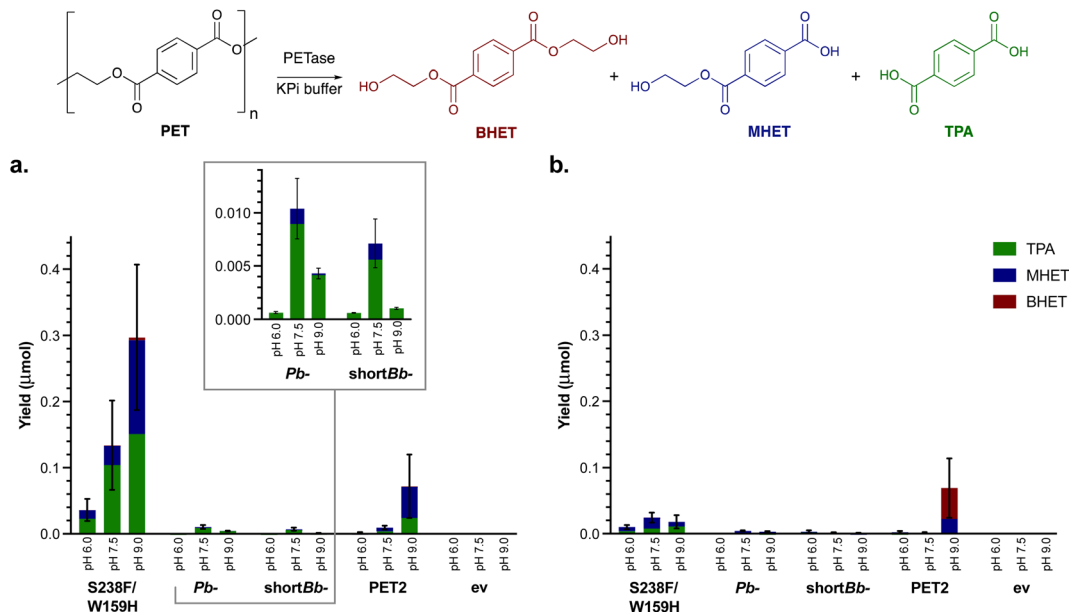 O
O
O
O
n
PET
PETase
KPi buffer
HO
O
O
O
O
OH
BHET
+
HO
O
O
O
OH
MHET
+
HO
O
O
OH
TPA
a.
Yield (μmol)
0.4
0.3
0.2
0.1
0.0
0.010
0.005
0.000
pH 6.0 pH 7.5 pH 9.0 pH 6.0 pH 7.5 pH 9.0
Pb- shortBb-
pH 6.0 pH 7.5 pH 9.0 pH 6.0 pH 7.5 pH 9.0 pH 6.0 pH 7.5 pH 9.0 pH 6.0 pH 7.5 pH 9.0 pH 6.0 pH 7.5 pH 9.0
S238F/ Pb- shortBb- PET2 ev
W159H
b.
TPA
MHET
BHET
Yield (μmol)
0.4
0.3
0.2
0.1
0.0
pH 6.0 pH 7.5 pH 9.0 pH 6.0 pH 7.5 pH 9.0 pH 6.0 pH 7.5 pH 9.0 pH 6.0 pH 7.5 pH 9.0 pH 6.0 pH 7.5 pH 9.0
S238F/ Pb- shortBb- PET2 ev
W159H